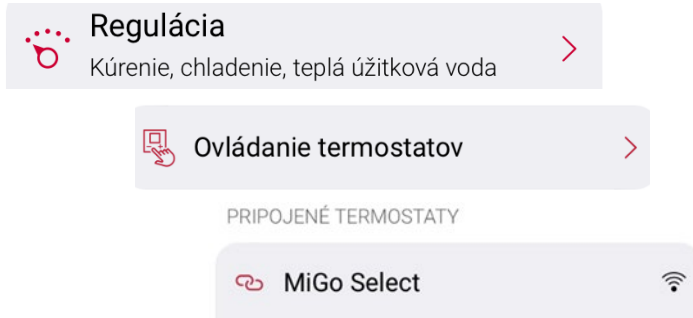 Regulácia
Kúrenie, chladenie, teplá úžitková voda
Ovládanie termostatov
PRIPOJENÉ TERMOSTATY
MiGo Select